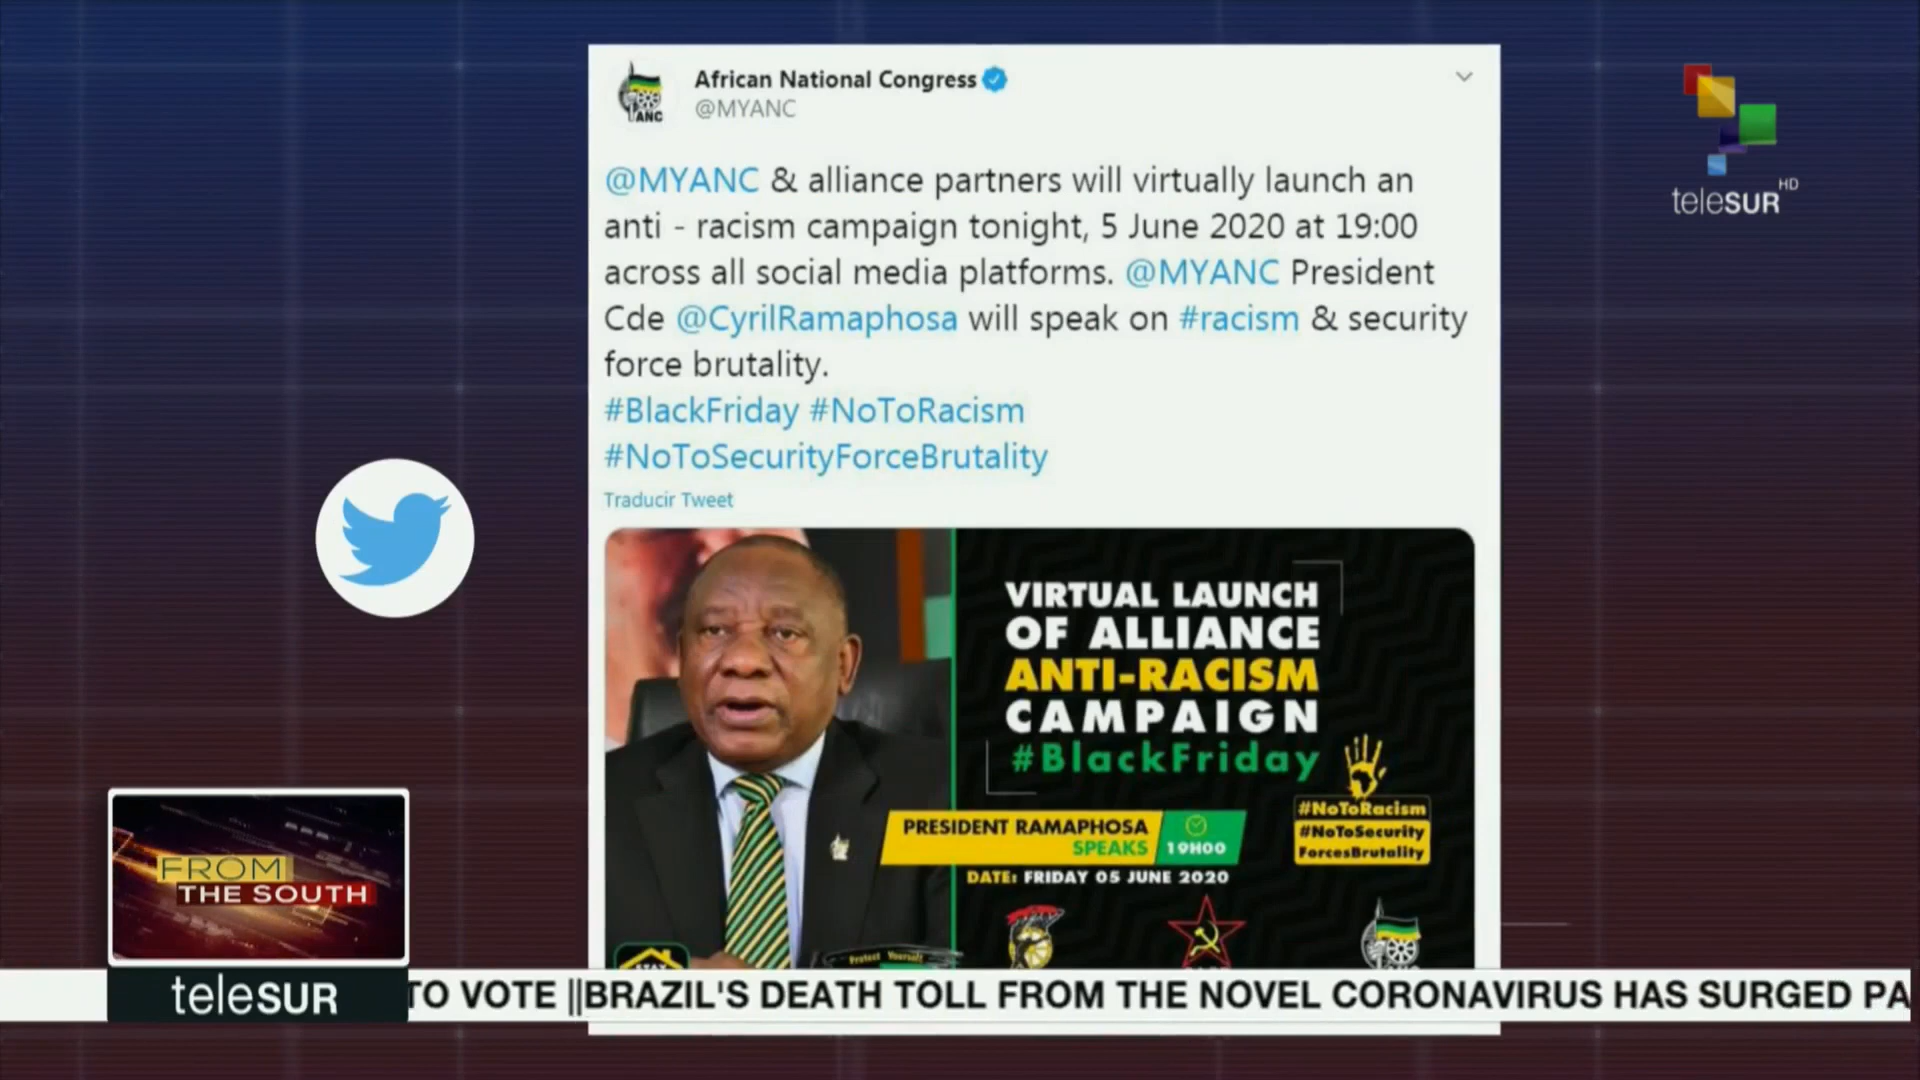 African National Congress
@MYANC
ANC
@MYANC & alliance partners will virtually launch an
anti - racism campaign tonight, 5 June 2020 at 19:00
across all social media platforms. @MYANC President
Cde @CyrilRamaphosa will speak on #racism & security
force brutality.
#BlackFriday #NoToRacism
#NoToSecurityForceBrutality
Traducir Tweet
VIRTUAL LAUNCH
OF ALLIANCE
ANTI-RACISM
CAMPAIGN
#BlackFriday
#NoToRacism
#NoToSecurity
ForcesBrutality
PRESIDENT RAMAPHOSA
SPEAKS
19H00
DATE: FRIDAY 05 JUNE 2020
Protect Yourself
STAY
teleSUR HD
FROM
THE SOUTH
teleSUR
TO VOTE ||BRAZIL'S DEATH TOLL FROM THE NOVEL CORONAVIRUS HAS SURGED PA